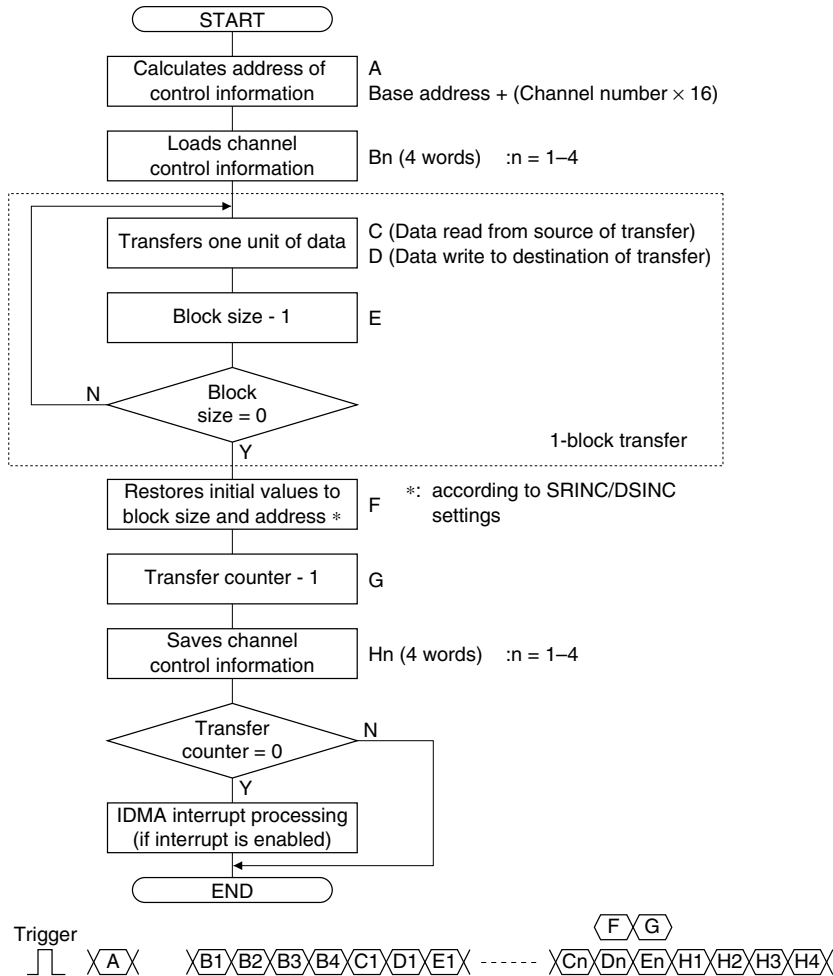 START
Calculates address of
control information
A
Base address + (Channel number × 16)
Loads channel
control information
Bn (4 words) :n = 1–4
Transfers one unit of data
C (Data read from source of transfer)
D (Data write to destination of transfer)
Block size - 1
E
Block
size = 0
N
Y
1-block transfer
Restores initial values to
block size and address *
F
*: according to SRINC/DSINC
settings
Transfer counter - 1
G
Saves channel
control information
Hn (4 words) :n = 1–4
Transfer
counter = 0
N
Y
IDMA interrupt processing
(if interrupt is enabled)
END
F G
Trigger
A B1 B2 B3 B4 C1 D1 E1 Cn Dn En H1 H2 H3 H4